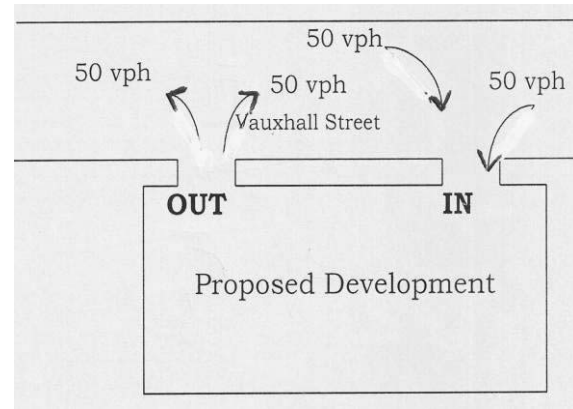 50 vph
50 vph
50 vph
50 vph
Vauxhall Street
OUT
IN
Proposed Development